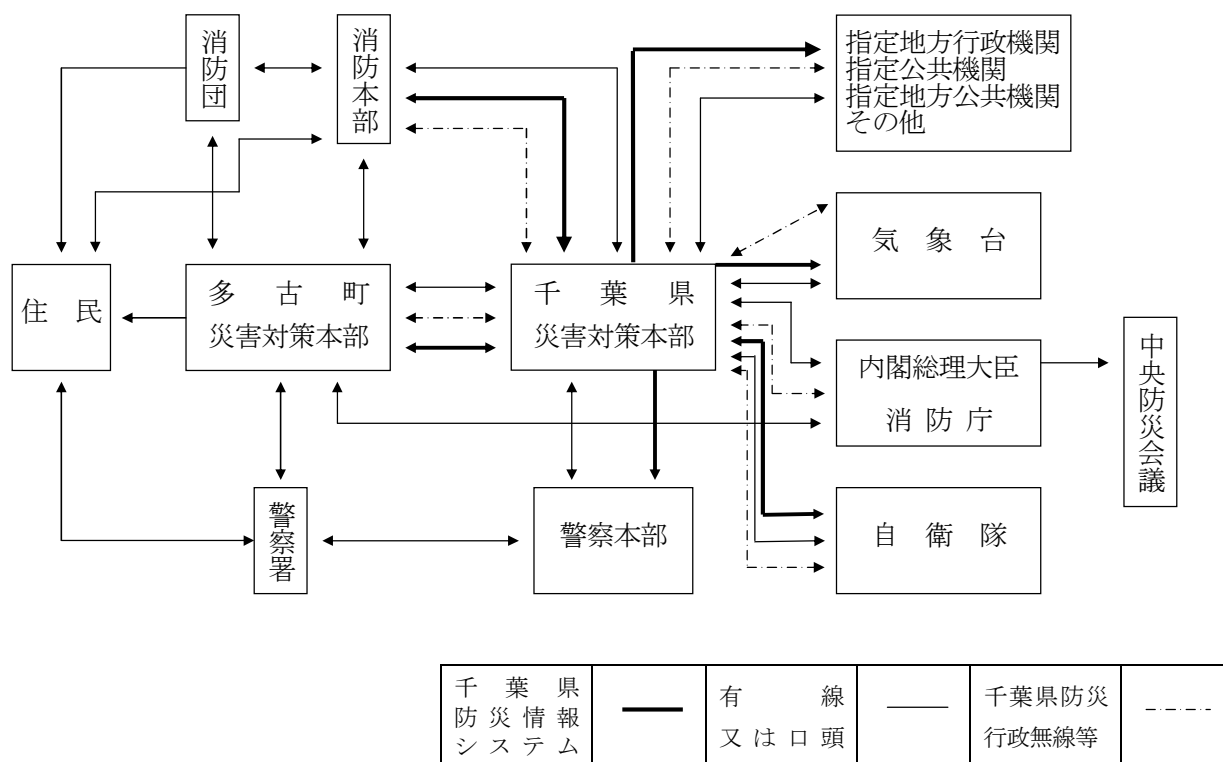 消防団
消防本部
指定地方行政機関
指定公共機関
指定地方公共機関
その他
気象台
住民
多古町
災害対策本部
千葉県
災害対策本部
内閣総理大臣
消防庁
中央防災会議
警察署
警察本部
自衛隊
千葉県
防災情報
システム
有線
又は口頭
千葉県防災
行政無線等